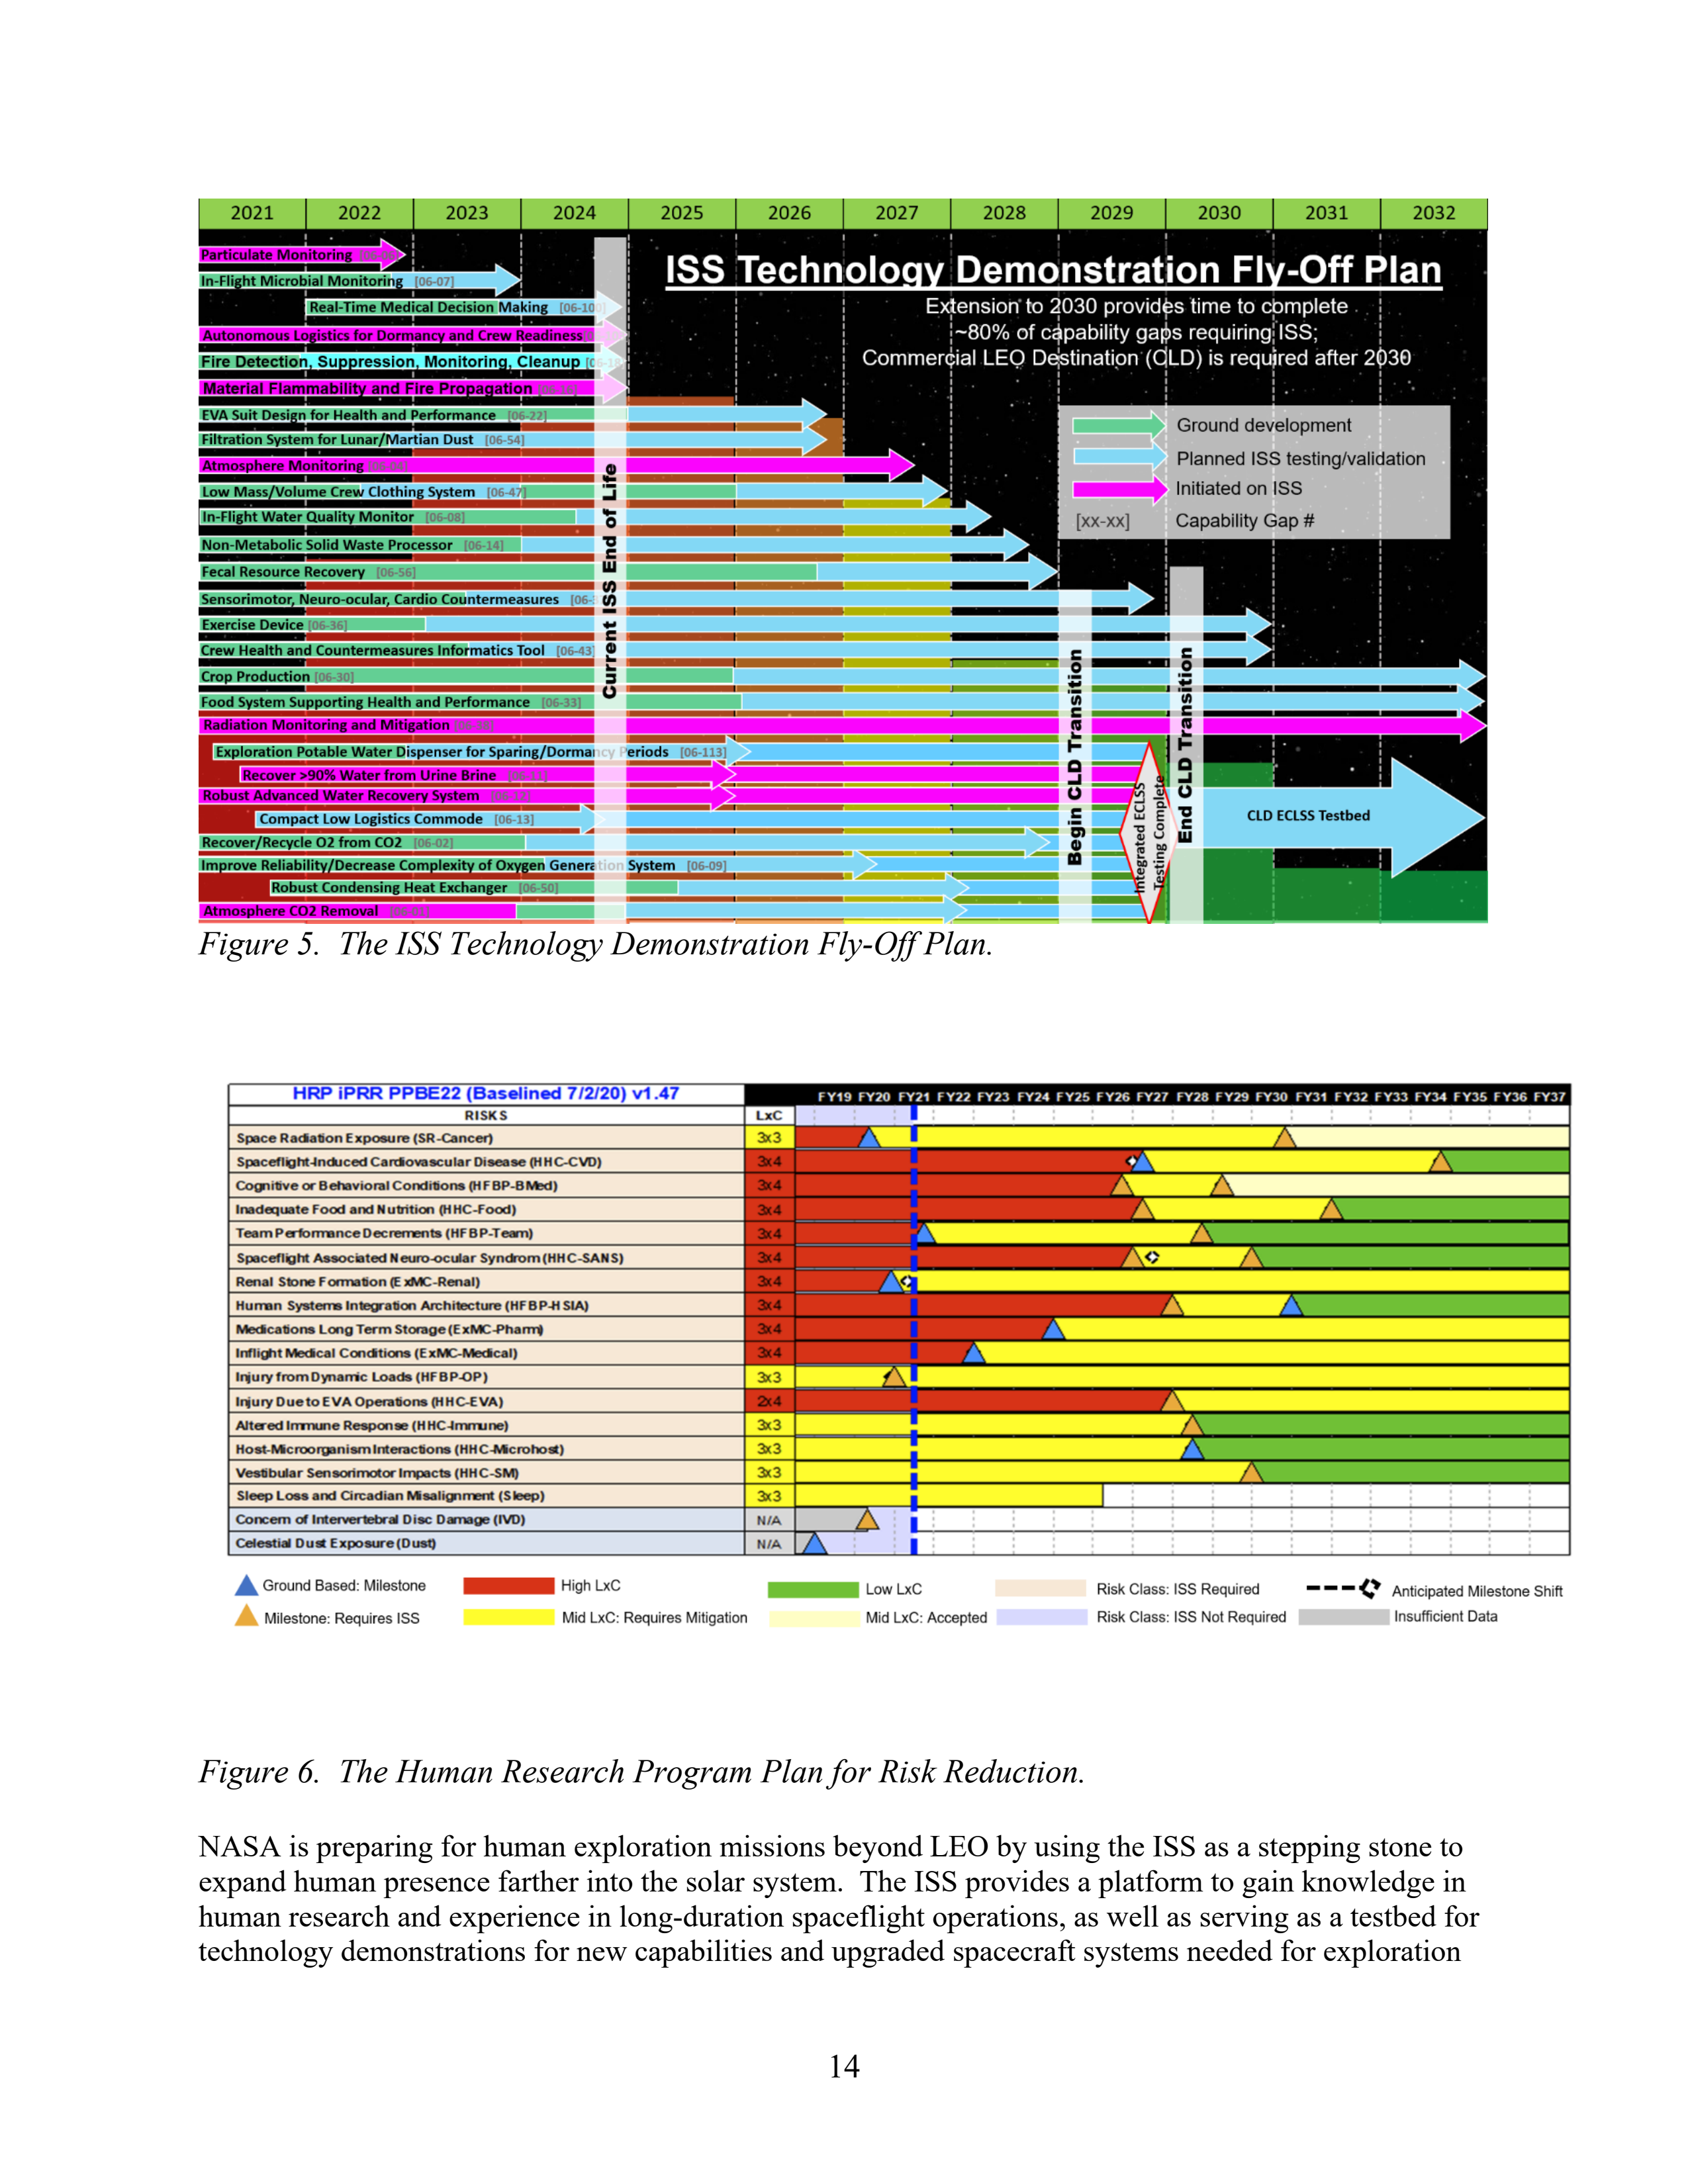 2021 2022 2023 2024 2025 2026 2027 2028 2029 2030 2031 2032
ISS Technology Demonstration Fly-Off Plan
Extension to 2030 provides time to complete
~80% of capability gaps requiring ISS;
Commercial LEO Destination (CLD) is required after 2030
Particulate Monitoring
In-Flight Microbial Monitoring [06-07]
Real-Time Medical Decision Making [06-100]
Autonomous Logistics for Dormancy and Crew Readiness
Fire Detection, Suppression, Monitoring, Cleanup
Material Flammability and Fire Propagation
EVA Suit Design for Health and Performance [06-22]
Filtration System for Lunar/Martian Dust [06-54]
Atmosphere Monitoring
Low Mass/Volume Crew Clothing System [06-47]
In-Flight Water Quality Monitor [06-08]
Non-Metabolic Solid Waste Processor [06-14]
Fecal Resource Recovery [06-56]
Sensorimotor, Neuro-ocular, Cardio Countermeasures
Exercise Device [06-36]
Crew Health and Countermeasures Informatics Tool [06-43]
Crop Production [06-30]
Food System Supporting Health and Performance [06-33]
Radiation Monitoring and Mitigation
Exploration Potable Water Dispenser for Sparing/Dormancy Periods [06-113]
Recover >90% Water from Urine Brine
Robust Advanced Water Recovery System
Compact Low Logistics Commode [06-13]
Recover/Recycle O2 from CO2 [06-02]
Improve Reliability/Decrease Complexity of Oxygen Generation System [06-09]
Robust Condensing Heat Exchanger [06-50]
Atmosphere CO2 Removal
Current ISS End of Life
Ground development
Planned ISS testing/validation
Initiated on ISS
[xx-xx] Capability Gap #
Begin CLD Transition
Integrated ECLSS
Testing Complete
End CLD Transition
CLD ECLSS Testbed
Figure 5. The ISS Technology Demonstration Fly-Off Plan.
HRP iPRR PPBE22 (Baselined 7/2/20) v1.47 FY19 FY20 FY21 FY22 FY23 FY24 FY25 FY26 FY27 FY28 FY29 FY30 FY31 FY32 FY33 FY34 FY35 FY36 FY37
RISKS LxC
Space Radiation Exposure (SR-Cancer) 3x3
Spaceflight-Induced Cardiovascular Disease (HHC-CVD) 3x4
Cognitive or Behavioral Conditions (HFBP-BMed) 3x4
Inadequate Food and Nutrition (HHC-Food) 3x4
Team Performance Decrements (HFBP-Team) 3x4
Spaceflight Associated Neuro-ocular Syndrom (HHC-SANS) 3x4
Renal Stone Formation (ExMC-Renal) 3x4
Human Systems Integration Architecture (HFBP-HSIA) 3x4
Medications Long Term Storage (ExMC-Pharm) 3x4
Inflight Medical Conditions (ExMC-Medical) 3x4
Injury from Dynamic Loads (HFBP-OP) 3x3
Injury Due to EVA Operations (HHC-EVA) 2x4
Altered Immune Response (HHC-Immune) 3x3
Host-Microorganism Interactions (HHC-Microhost) 3x3
Vestibular Sensorimotor Impacts (HHC-SM) 3x3
Sleep Loss and Circadian Misalignment (Sleep) 3x3
Concern of Intervertebral Disc Damage (IVD) N/A
Celestial Dust Exposure (Dust) N/A
Ground Based: Milestone High LxC Low LxC Risk Class: ISS Required Anticipated Milestone Shift
Milestone: Requires ISS Mid LxC: Requires Mitigation Mid LxC: Accepted Risk Class: ISS Not Required Insufficient Data
Figure 6. The Human Research Program Plan for Risk Reduction.
NASA is preparing for human exploration missions beyond LEO by using the ISS as a stepping stone to
expand human presence farther into the solar system. The ISS provides a platform to gain knowledge in
human research and experience in long-duration spaceflight operations, as well as serving as a testbed for
technology demonstrations for new capabilities and upgraded spacecraft systems needed for exploration
14